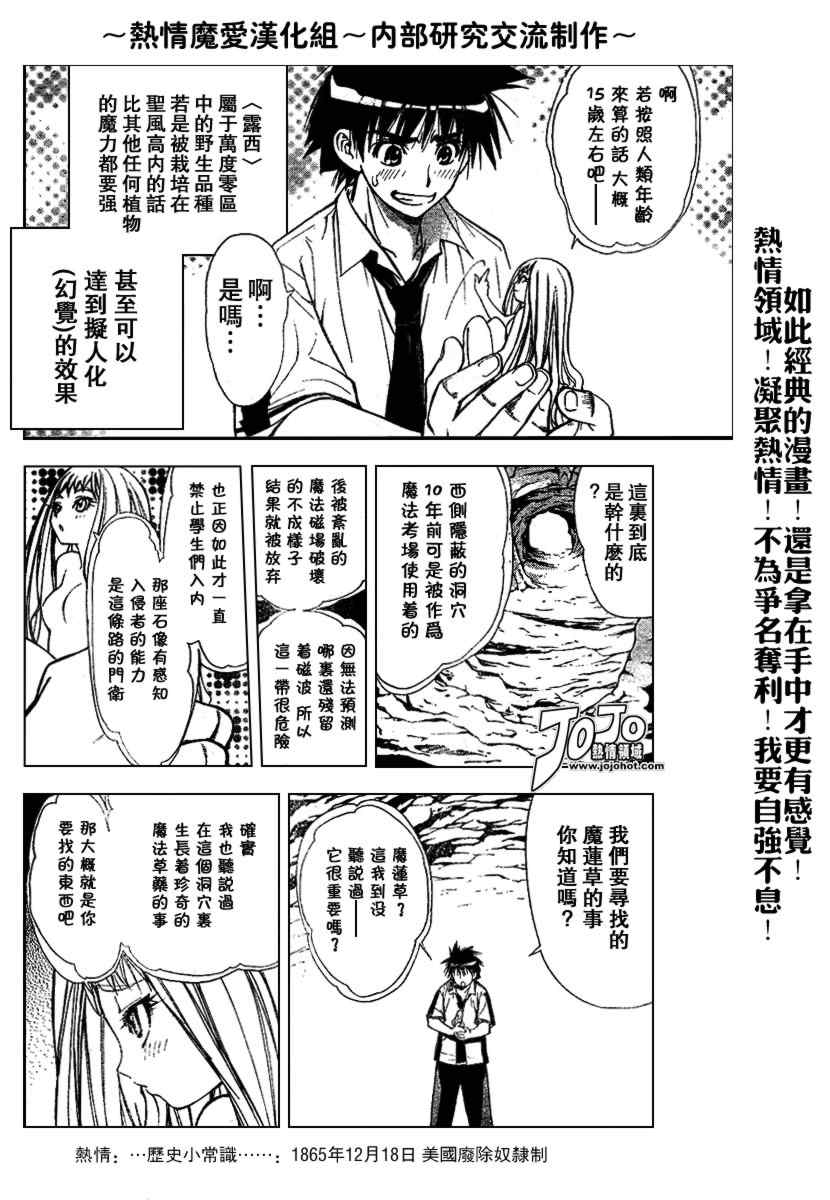 ～熱情魔愛漢化組～内部研究交流制作～
啊
若按照人類年齡
來算的話 大概
15歲左右吧──
〈露西〉
屬于萬度零區
中的野生品種
若是被栽培在
聖風高内的話
比其他任何植物
的魔力都要强
啊…
是嗎…
甚至可以
達到擬人化
(幻覺)的效果
這裏到底
是幹什麽的
?
西側隱蔽的洞穴
10年前可是被作爲
魔法考場使用着的
後被紊亂的
魔法磁場破壞
的不成樣子
結果就被放弃
因無法預測
哪裏還殘留
着磁波 所以
這一帶很危險
也正因如此才一直
禁止學生們入内
那座石像有感知
入侵者的能力
是這條路的門衛
JOJO
熱情領域
www.jojohot.com
我們要尋找的
魔蓮草的事
你知道嗎?
魔蓮草?
這我到没
聽説過──
它很重要嗎?
確實
我也聽説過
在這個洞穴裏
生長着珍奇的
魔法草藥的事
那大概就是你
要找的東西吧
如此經典的漫畫!還是拿在手中才更有感覺!
熱情領域!凝聚熱情!不為爭名奪利!我要自強不息!
熱情：…歷史小常識……：1865年12月18日 美國廢除奴隸制